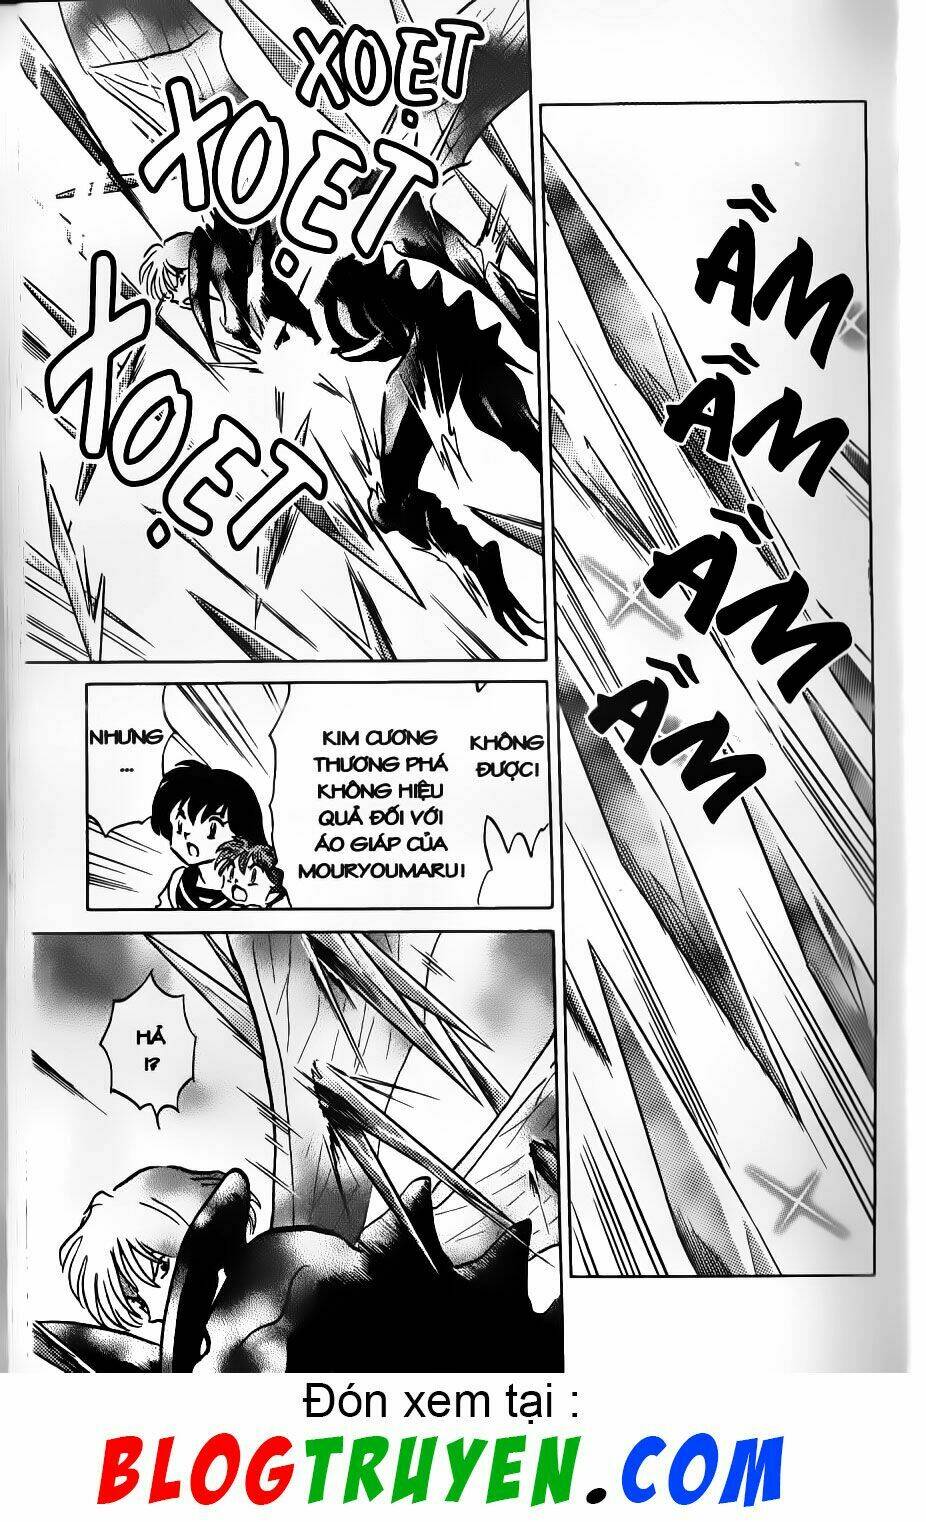 ẦM
ẦM
ẦM
ẦM
XOẸT
XOẸT
XOẸT
KHÔNG
ĐƯỢC!
KIM CƯƠNG
THƯƠNG PHÁ
KHÔNG HIỆU
QUẢ ĐỐI VỚI
ÁO GIÁP CỦA
MOURYOUMARU!
NHƯNG
...
HẢ
!?
Đón xem tại :
BLOGTRUYEN.COM